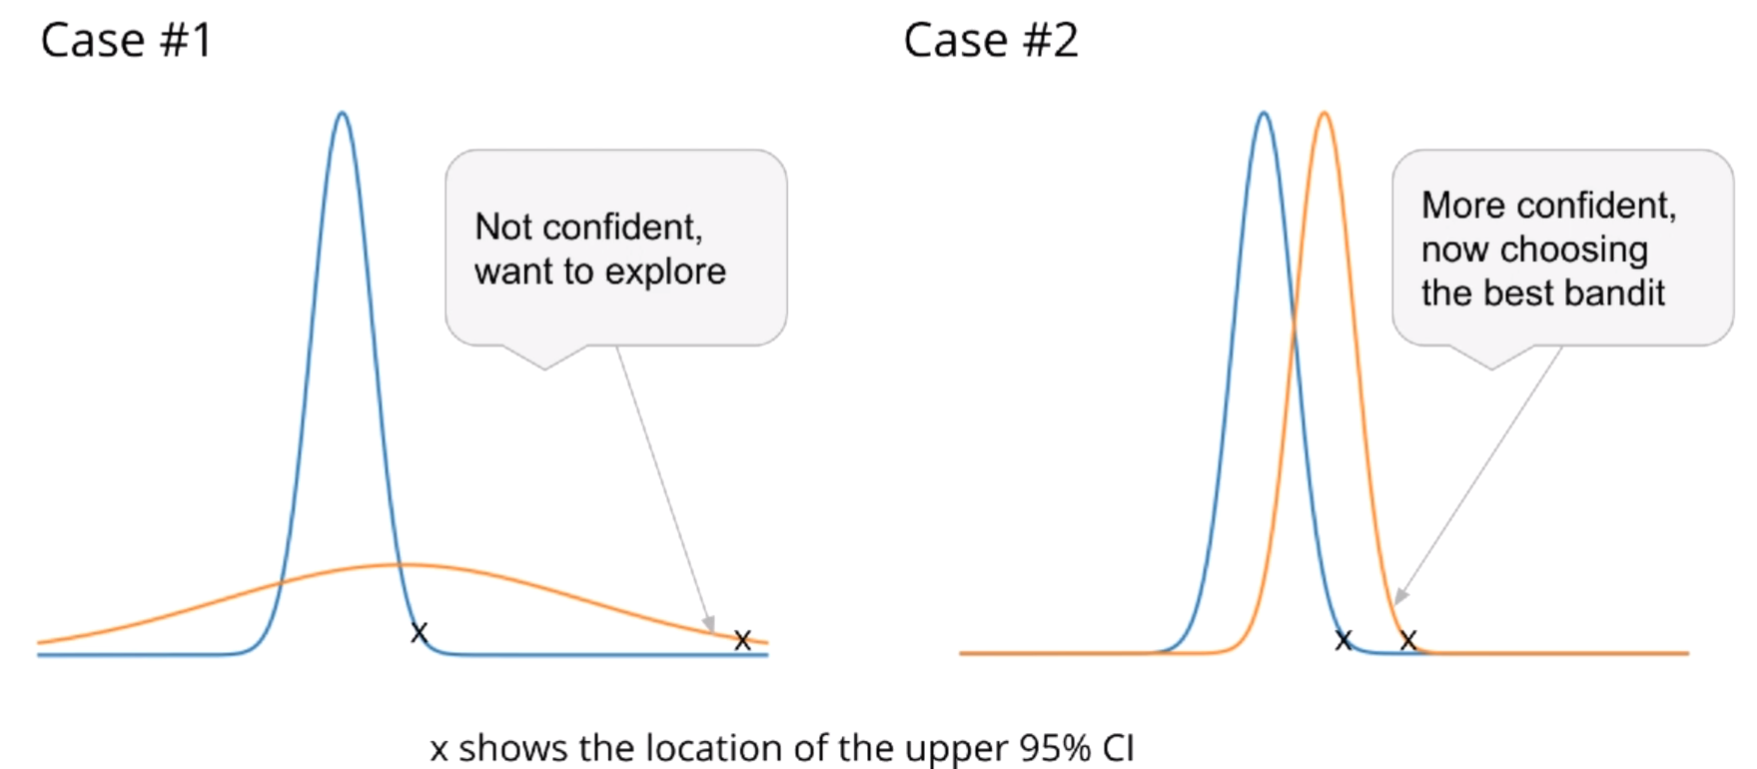 Case #1
Case #2
Not confident,
want to explore
More confident,
now choosing
the best bandit
x
x
x
x
x shows the location of the upper 95% CI